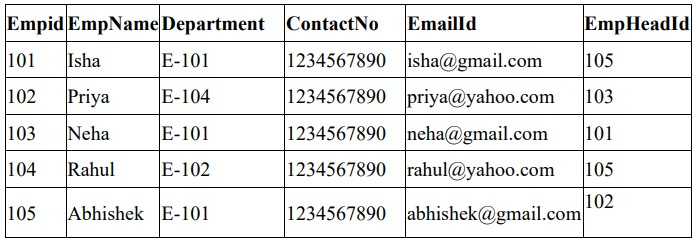 Empid EmpName Department ContactNo EmailId EmpHeadId
101 Isha E-101 1234567890 isha@gmail.com 105
102 Priya E-104 1234567890 priya@yahoo.com 103
103 Neha E-101 1234567890 neha@gmail.com 101
104 Rahul E-102 1234567890 rahul@yahoo.com 105
105 Abhishek E-101 1234567890 abhishek@gmail.com 102